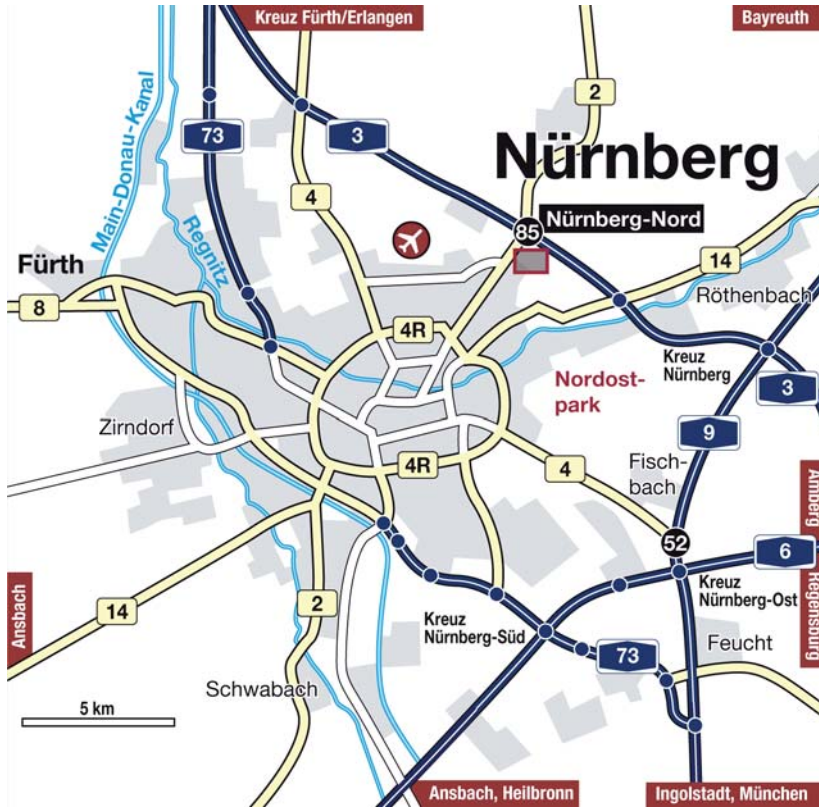 Kreuz Fürth/Erlangen
Bayreuth
2
73
3
Main-Donau-Kanal
Nürnberg
4
Regnitz
85
Nürnberg-Nord
Fürth
14
8
Röthenbach
4R
Kreuz
Nürnberg
Nordost-
park
3
9
Zirndorf
4R
4
Fisch-
bach
Amberg
52
6
Ansbach
14
2
Kreuz
Nürnberg-Süd
Kreuz
Nürnberg-Ost
Regensburg
73
Feucht
Schwabach
5 km
Ansbach, Heilbronn
Ingolstadt, München